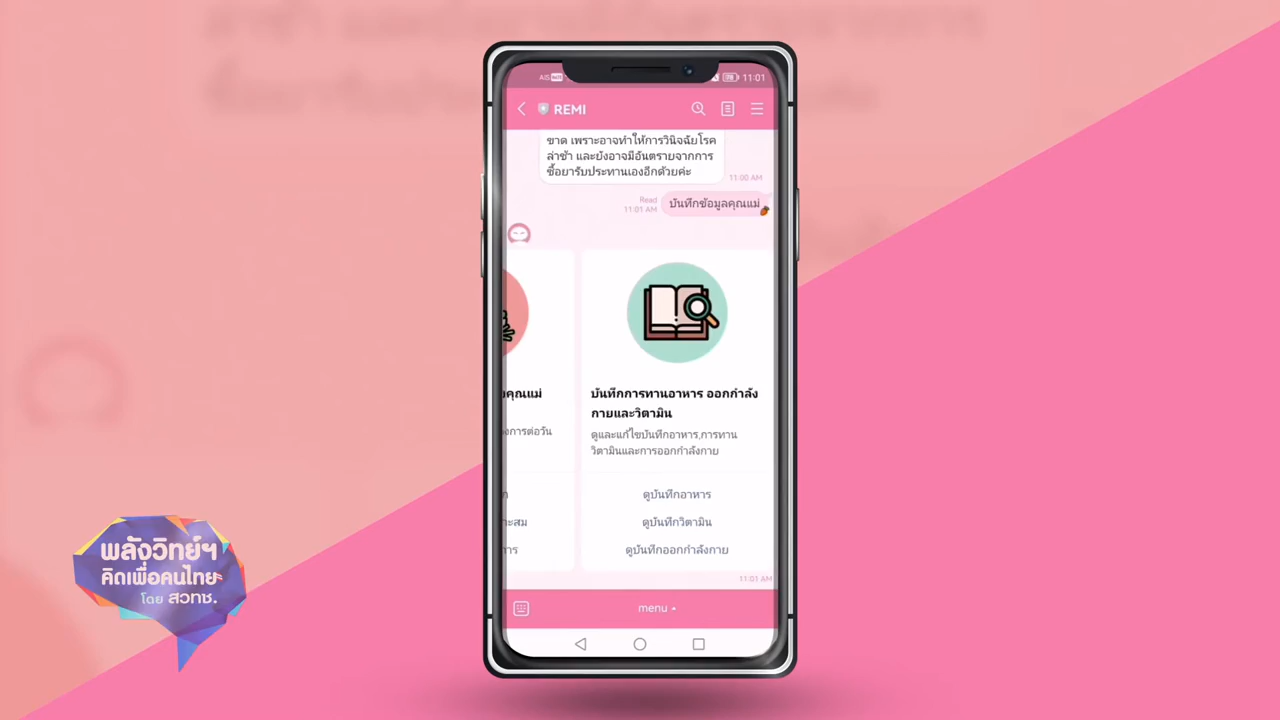 AIS
11:01
REMI
ขาด เพราะอาจทำให้การวินิจฉัยโรค
ล่าช้า และยังอาจมีอันตรายจากการ
ซื้อยารับประทานเองอีกด้วยค่ะ
11:00 AM
Read
11:01 AM
บันทึกข้อมูลคุณแม่
คุณแม่
บันทึกการทานอาหาร ออกกำลัง
กายและวิตามิน
งการต่อวัน
ดูและแก้ไขบันทึกอาหาร,การทาน
วิตามินและการออกกำลังกาย
ดูบันทึกอาหาร
าะสม
ดูบันทึกวิตามิน
าร
ดูบันทึกออกกำลังกาย
11:01 AM
menu
พลังวิทย์ฯ
คิดเพื่อคนไทย
โดย สวทช.